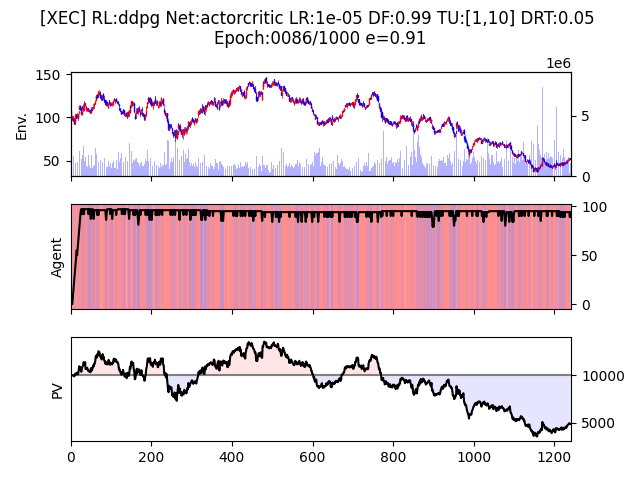 [XEC] RL:ddpg Net:actorcritic LR:1e-05 DF:0.99 TU:[1,10] DRT:0.05
Epoch:0086/1000 e=0.91
1e6
150
100
50
Env.
5
0
Agent
100
50
0
PV
10000
5000
0 200 400 600 800 1000 1200